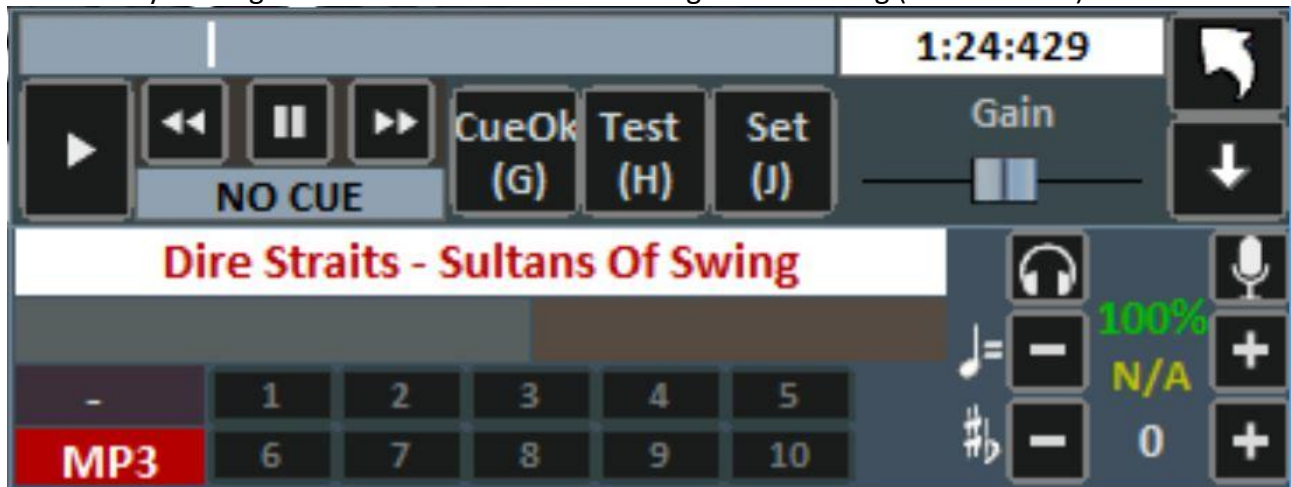 1:24:429
Gain
CueOk Test Set
(G) (H) (J)
NO CUE
Dire Straits - Sultans Of Swing
100%
N/A
- 1 2 3 4 5
MP3 6 7 8 9 10
0